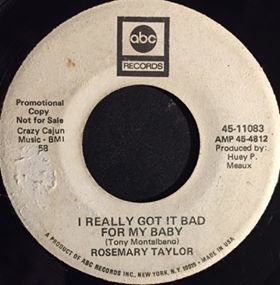 abc
RECORDS
Promotional
Copy
Not for Sale
Crazy Cajun
Music - BMI
:58
45-11083
AMP 45-4812
Produced by:
Huey P.
Meaux
I REALLY GOT IT BAD
FOR MY BABY
(Tony Montalbano)
ROSEMARY TAYLOR
A PRODUCT OF ABC RECORDS INC., NEW YORK, N.Y. 10019 · MADE IN USA